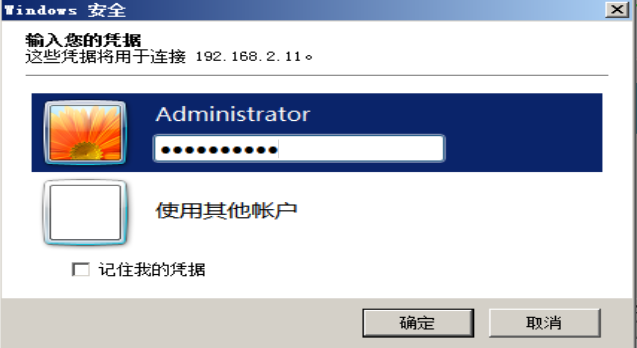 Windows 安全
输入您的凭据
这些凭据将用于连接 192.168.2.11。
Administrator
●●●●●●●●●●
使用其他帐户
记住我的凭据
确定
取消